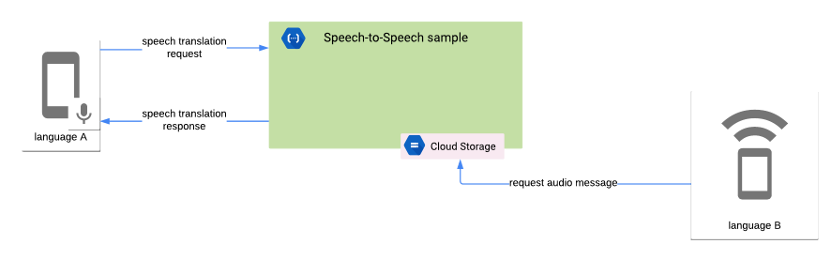 speech translation
request
Speech-to-Speech sample
speech translation
response
language A
Cloud Storage
request audio message
language B